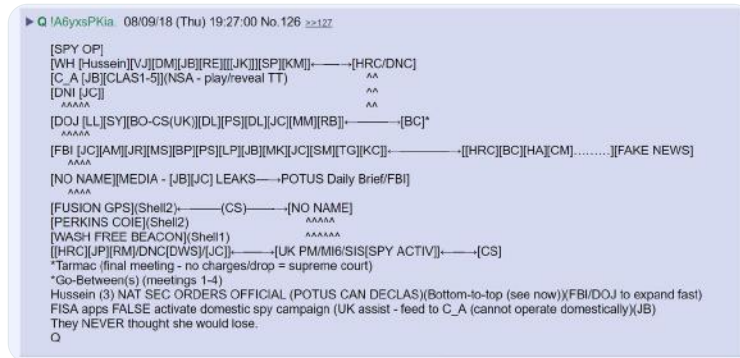 ▶ Q !A6yxsPKia. 08/09/18 (Thu) 19:27:00 No.126 >>127
[SPY OP]
[WH [Hussein][VJ][DM][JB][RE][[[JK]]][SP][KM]]←——→[HRC/DNC]
[C_A [JB][CLAS1-5]](NSA - play/reveal TT) ^^
[DNI [JC]] ^^
^^^^^ ^^
[DOJ [LL][SY][BO-CS(UK)][DL][PS][DL][JC][MM][RB]]←———→[BC]*
^^^^^
[FBI [JC][AM][JR][MS][BP][PS][LP][JB][MK][JC][SM][TG][KC]]←————→[[HRC][BC][HA][CM].........][FAKE NEWS]
^^^^
[NO NAME][MEDIA - [JB][JC] LEAKS—→POTUS Daily Brief/FBI]
^^^^
[FUSION GPS](Shell2)←———(CS)———→[NO NAME]
[PERKINS COIE](Shell2) ^^^^^
[WASH FREE BEACON](Shell1) ^^^^^^
[[HRC][JP][RM]/DNC[DWS]/[JC]]←——→[UK PM/MI6/SIS[SPY ACTIV]]←——→[CS]
*Tarmac (final meeting - no charges/drop = supreme court)
*Go-Between(s) (meetings 1-4)
Hussein (3) NAT SEC ORDERS OFFICIAL (POTUS CAN DECLAS)(Bottom-to-top (see now))(FBI/DOJ to expand fast)
FISA apps FALSE activate domestic spy campaign (UK assist - feed to C_A (cannot operate domestically)(JB)
They NEVER thought she would lose.
Q